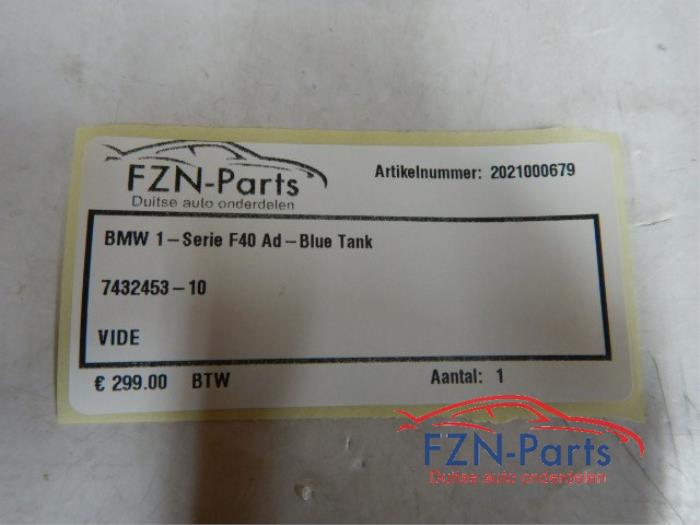 FZN-Parts
Duitse auto onderdelen
Artikelnummer: 2021000679
BMW 1-Serie F40 Ad-Blue Tank
7432453-10
VIDE
€ 299.00 BTW
Aantal: 1
FZN-Parts
Duitse auto onderdelen